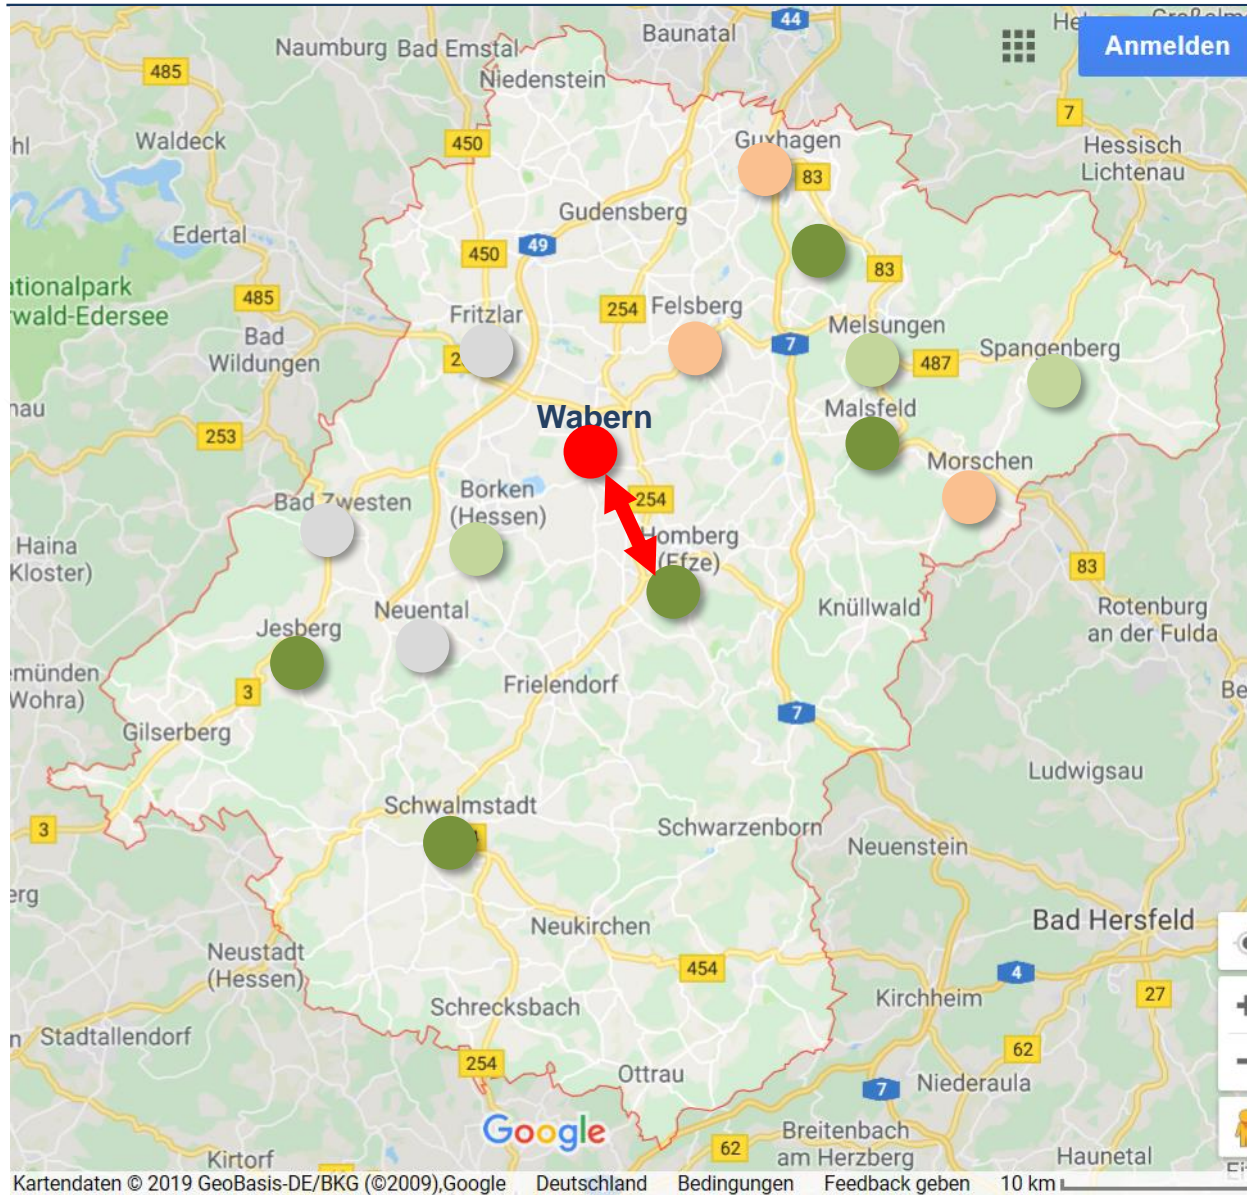 44
Baunatal
Anmelden
Naumburg Bad Emstal
Niedenstein
485
7
450
Waldeck
Guxhagen
Hessisch
Lichtenau
83
Gudensberg
Edertal
49
450
83
ationalpark
rwald-Edersee
485
254
Felsberg
Fritzlar
Melsungen
Bad
Wildungen
7
487
Spangenberg
Malsfeld
Wabern
253
Morschen
Bad Zwesten
Borken
(Hessen)
254
Homberg
(Efze)
Haina
Kloster)
83
Neuental
Knüllwald
Rotenburg
an der Fulda
Jesberg
emünden
Wohra)
3
Frielendorf
7
Gilserberg
Ludwigsau
Schwalmstadt
3
Schwarzenborn
Neuenstein
Neukirchen
Bad Hersfeld
Neustadt
(Hessen)
454
4
27
Kirchheim
Schrecksbach
Stadtallendorf
62
254
Ottrau
7
Niederaula
Google
Breitenbach
am Herzberg
62
Kirtorf
Haunetal
Kartendaten © 2019 GeoBasis-DE/BKG (©2009),Google Deutschland Bedingungen Feedback geben 10 km